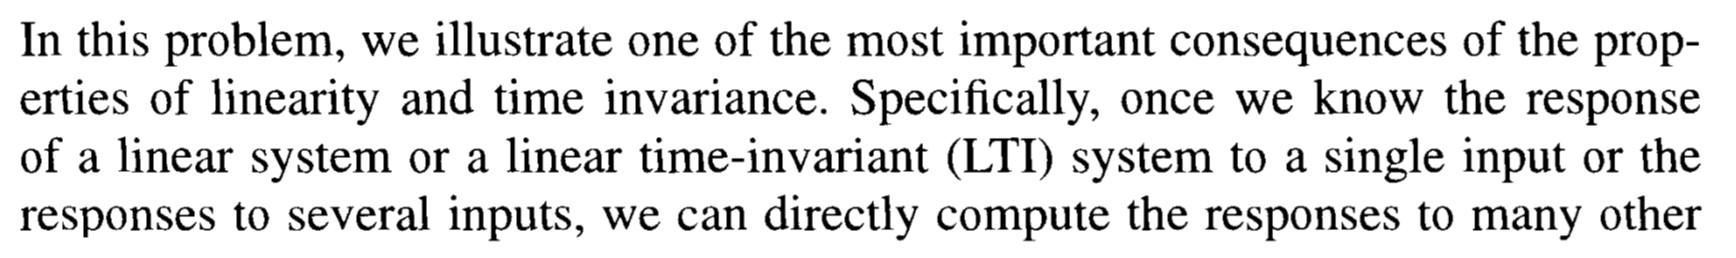 In this problem, we illustrate one of the most important consequences of the prop-
erties of linearity and time invariance. Specifically, once we know the response
of a linear system or a linear time-invariant (LTI) system to a single input or the
responses to several inputs, we can directly compute the responses to many other